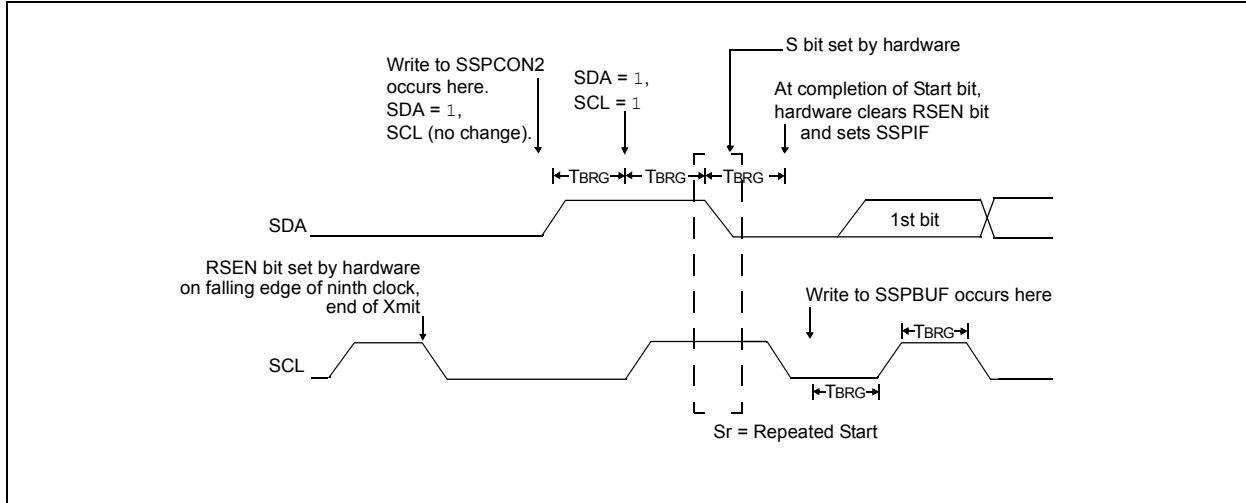 S bit set by hardware
Write to SSPCON2
occurs here.
SDA = 1,
SCL (no change).
SDA = 1,
SCL = 1
At completion of Start bit,
hardware clears RSEN bit
and sets SSPIF
TBRG TBRG TBRG
SDA
1st bit
RSEN bit set by hardware
on falling edge of ninth clock,
end of Xmit
Write to SSPBUF occurs here
TBRG
SCL
TBRG
Sr = Repeated Start